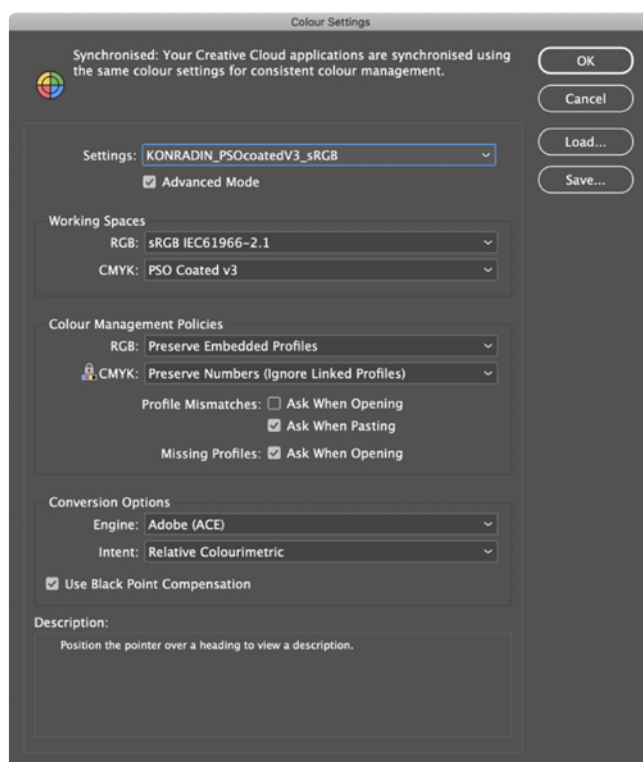 Colour Settings
Synchronised: Your Creative Cloud applications are synchronised using
the same colour settings for consistent colour management.
OK
Cancel
Load...
Save...
Settings: KONRADIN_PSOcoatedV3_sRGB
Advanced Mode
Working Spaces
RGB: sRGB IEC61966-2.1
CMYK: PSO Coated v3
Colour Management Policies
RGB: Preserve Embedded Profiles
CMYK: Preserve Numbers (Ignore Linked Profiles)
Profile Mismatches: Ask When Opening
Ask When Pasting
Missing Profiles: Ask When Opening
Conversion Options
Engine: Adobe (ACE)
Intent: Relative Colourimetric
Use Black Point Compensation
Description:
Position the pointer over a heading to view a description.